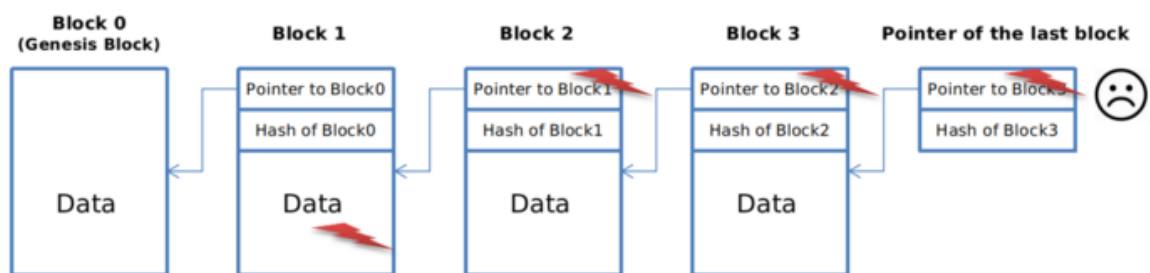 Block 0
(Genesis Block)
Block 1
Block 2
Block 3
Pointer of the last block
Pointer to Block0
Pointer to Block1
Pointer to Block2
Pointer to Block3
Hash of Block0
Hash of Block1
Hash of Block2
Hash of Block3
Data
Data
Data
Data